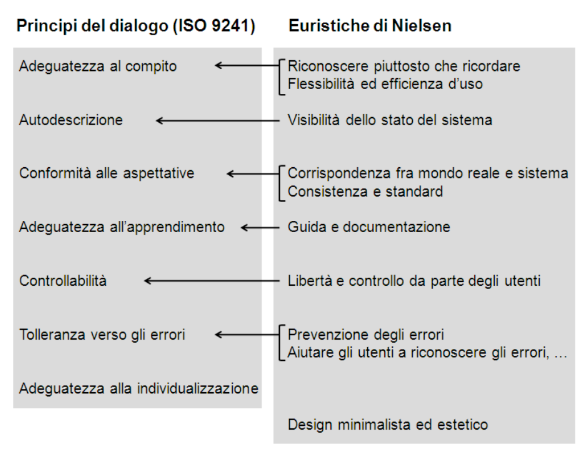 Principi del dialogo (ISO 9241)
Euristiche di Nielsen
Adeguatezza al compito
Riconoscere piuttosto che ricordare
Flessibilità ed efficienza d'uso
Autodescrizione
Visibilità dello stato del sistema
Conformità alle aspettative
Corrispondenza fra mondo reale e sistema
Consistenza e standard
Adeguatezza all'apprendimento
Guida e documentazione
Controllabilità
Libertà e controllo da parte degli utenti
Tolleranza verso gli errori
Prevenzione degli errori
Aiutare gli utenti a riconoscere gli errori, …
Adeguatezza alla individualizzazione
Design minimalista ed estetico